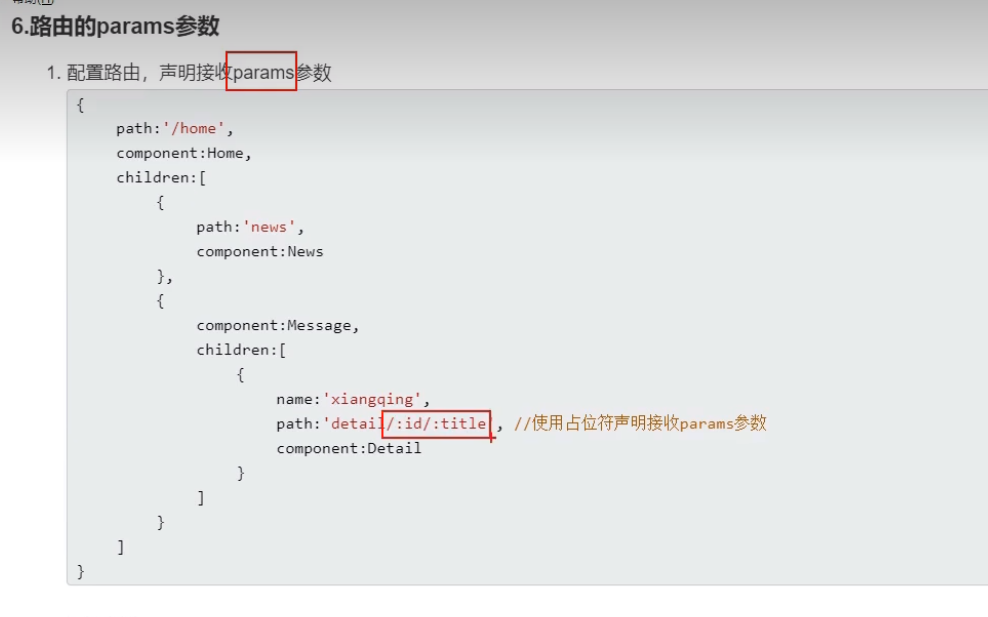 6.路由的params参数
1. 配置路由，声明接收params参数
{
path:'/home',
component:Home,
children:[
{
path:'news',
component:News
},
{
component:Message,
children:[
{
name:'xiangqing',
path:'detail/:id/:title', //使用占位符声明接收params参数
component:Detail
}
]
}
]
}